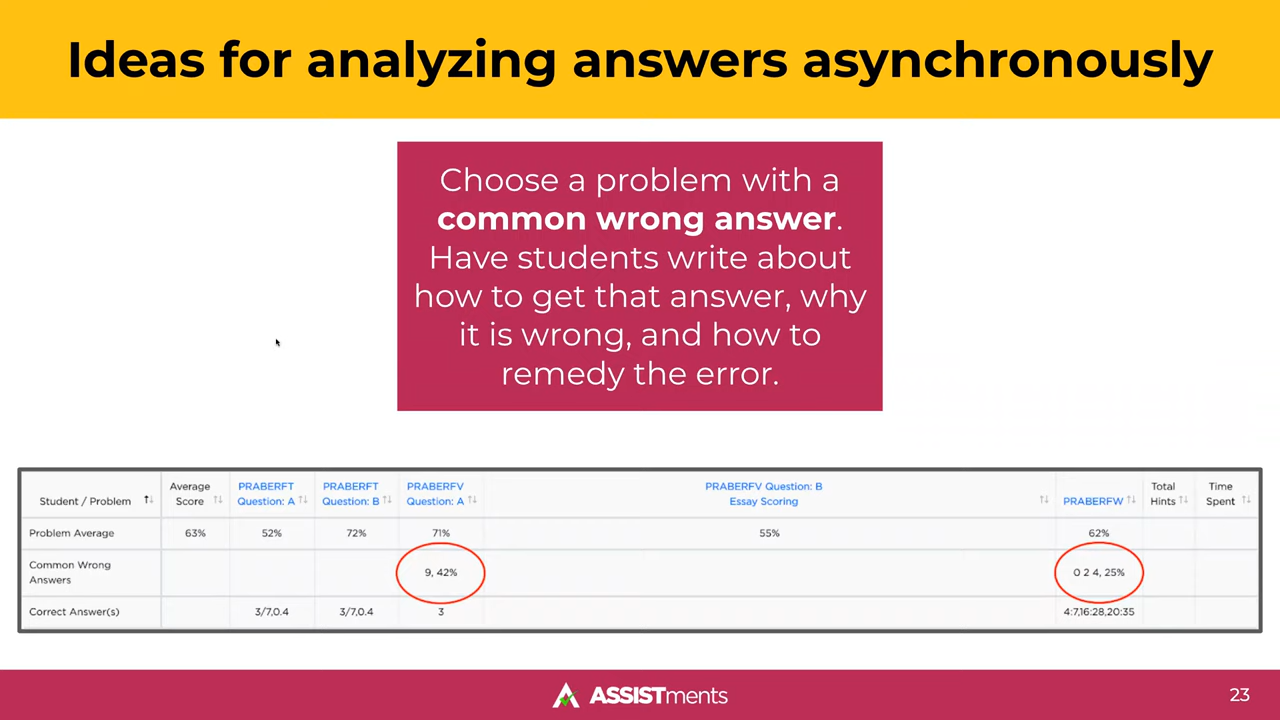 Ideas for analyzing answers asynchronously
Choose a problem with a
common wrong answer.
Have students write about
how to get that answer, why
it is wrong, and how to
remedy the error.
Student / Problem
Average
Score
PRABERFT
Question: A
PRABERFT
Question: B
PRABERFV
Question: A
PRABERFV Question: B
Essay Scoring
PRABERFW
Total
Hints
Time
Spent
Problem Average 63% 52% 72% 71% 55% 62%
Common Wrong
Answers
9, 42% 0 2 4, 25%
Correct Answer(s) 3/7,0.4 3/7,0.4 3 4:7,16:28,20:35
ASSISTments
23